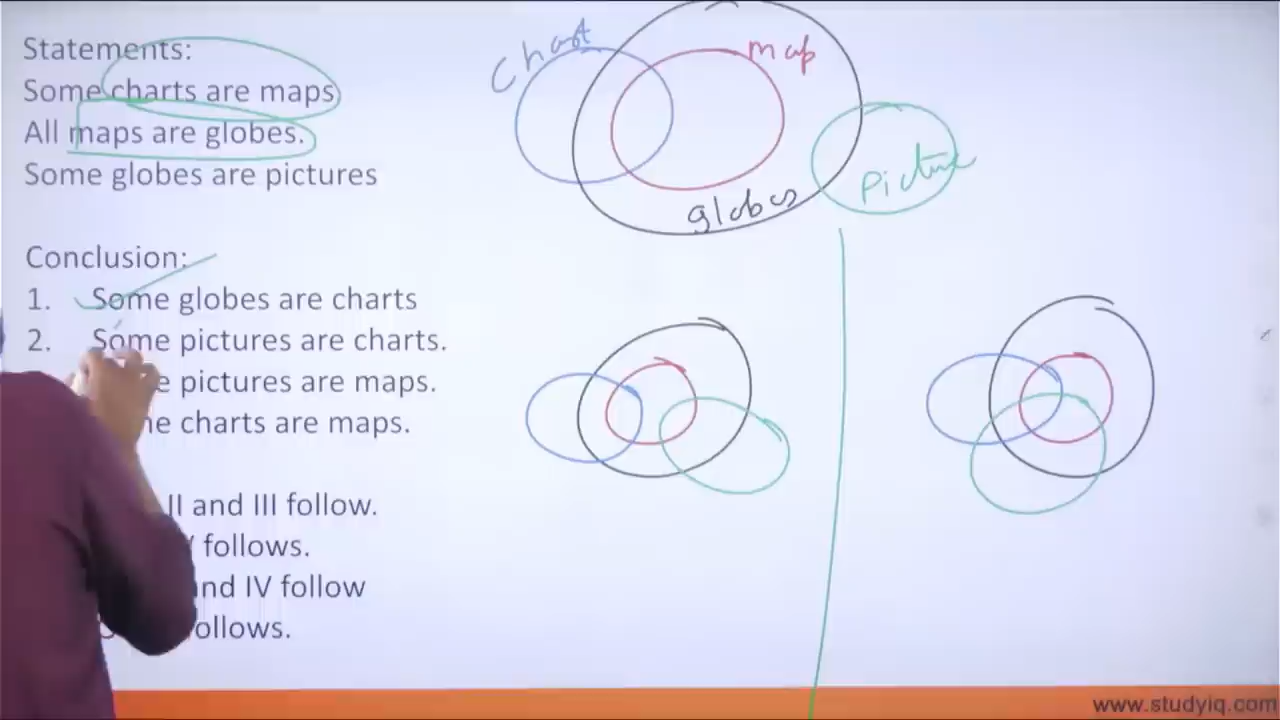 Statements:
Some charts are maps
All maps are globes.
Some globes are pictures
Conclusion:
1. Some globes are charts
2. Some pictures are charts.
e pictures are maps.
ne charts are maps.
II and III follow.
follows.
and IV follow
ollows.
Chart
map
globes
Picture
www.studyiq.com